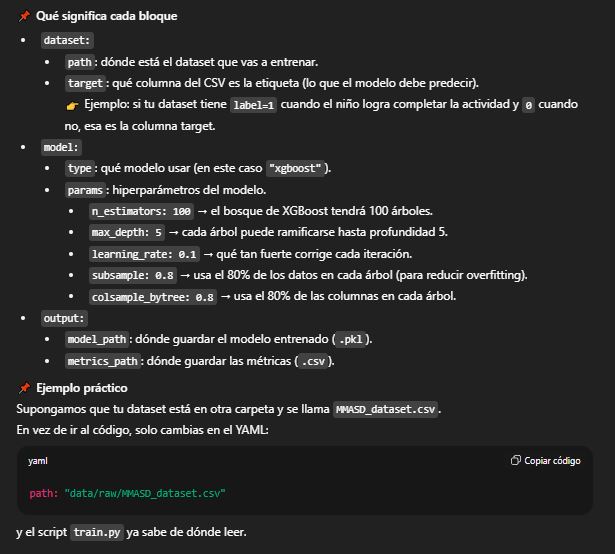 📌 Qué significa cada bloque
• dataset:
• path: dónde está el dataset que vas a entrenar.
• target: qué columna del CSV es la etiqueta (lo que el modelo debe predecir).
👉 Ejemplo: si tu dataset tiene label=1 cuando el niño logra completar la actividad y 0 cuando
no, esa es la columna target.
• model:
• type: qué modelo usar (en este caso "xgboost").
• params: hiperparámetros del modelo.
• n_estimators: 100 → el bosque de XGBoost tendrá 100 árboles.
• max_depth: 5 → cada árbol puede ramificarse hasta profundidad 5.
• learning_rate: 0.1 → qué tan fuerte corrige cada iteración.
• subsample: 0.8 → usa el 80% de los datos en cada árbol (para reducir overfitting).
• colsample_bytree: 0.8 → usa el 80% de las columnas en cada árbol.
• output:
• model_path: dónde guardar el modelo entrenado (.pkl).
• metrics_path: dónde guardar las métricas (.csv).
📌 Ejemplo práctico
Supongamos que tu dataset está en otra carpeta y se llama MMASD_dataset.csv.
En vez de ir al código, solo cambias en el YAML:
yaml Copiar código
path: "data/raw/MMASD_dataset.csv"
y el script train.py ya sabe de dónde leer.